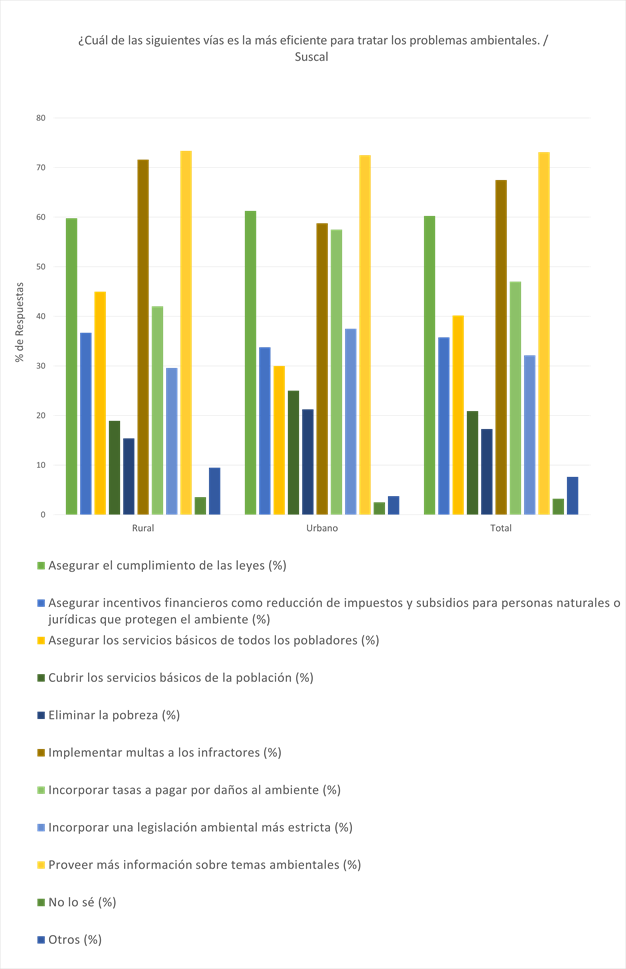 ¿Cuál de las siguientes vías es la más eficiente para tratar los problemas ambientales. /
Suscal
% de Respuestas
80
70
60
50
40
30
20
10
0
Rural
Urbano
Total
Asegurar el cumplimiento de las leyes (%)
Asegurar incentivos financieros como reducción de impuestos y subsidios para personas naturales o
jurídicas que protegen el ambiente (%)
Asegurar los servicios básicos de todos los pobladores (%)
Cubrir los servicios básicos de la población (%)
Eliminar la pobreza (%)
Implementar multas a los infractores (%)
Incorporar tasas a pagar por daños al ambiente (%)
Incorporar una legislación ambiental más estricta (%)
Proveer más información sobre temas ambientales (%)
No lo sé (%)
Otros (%)